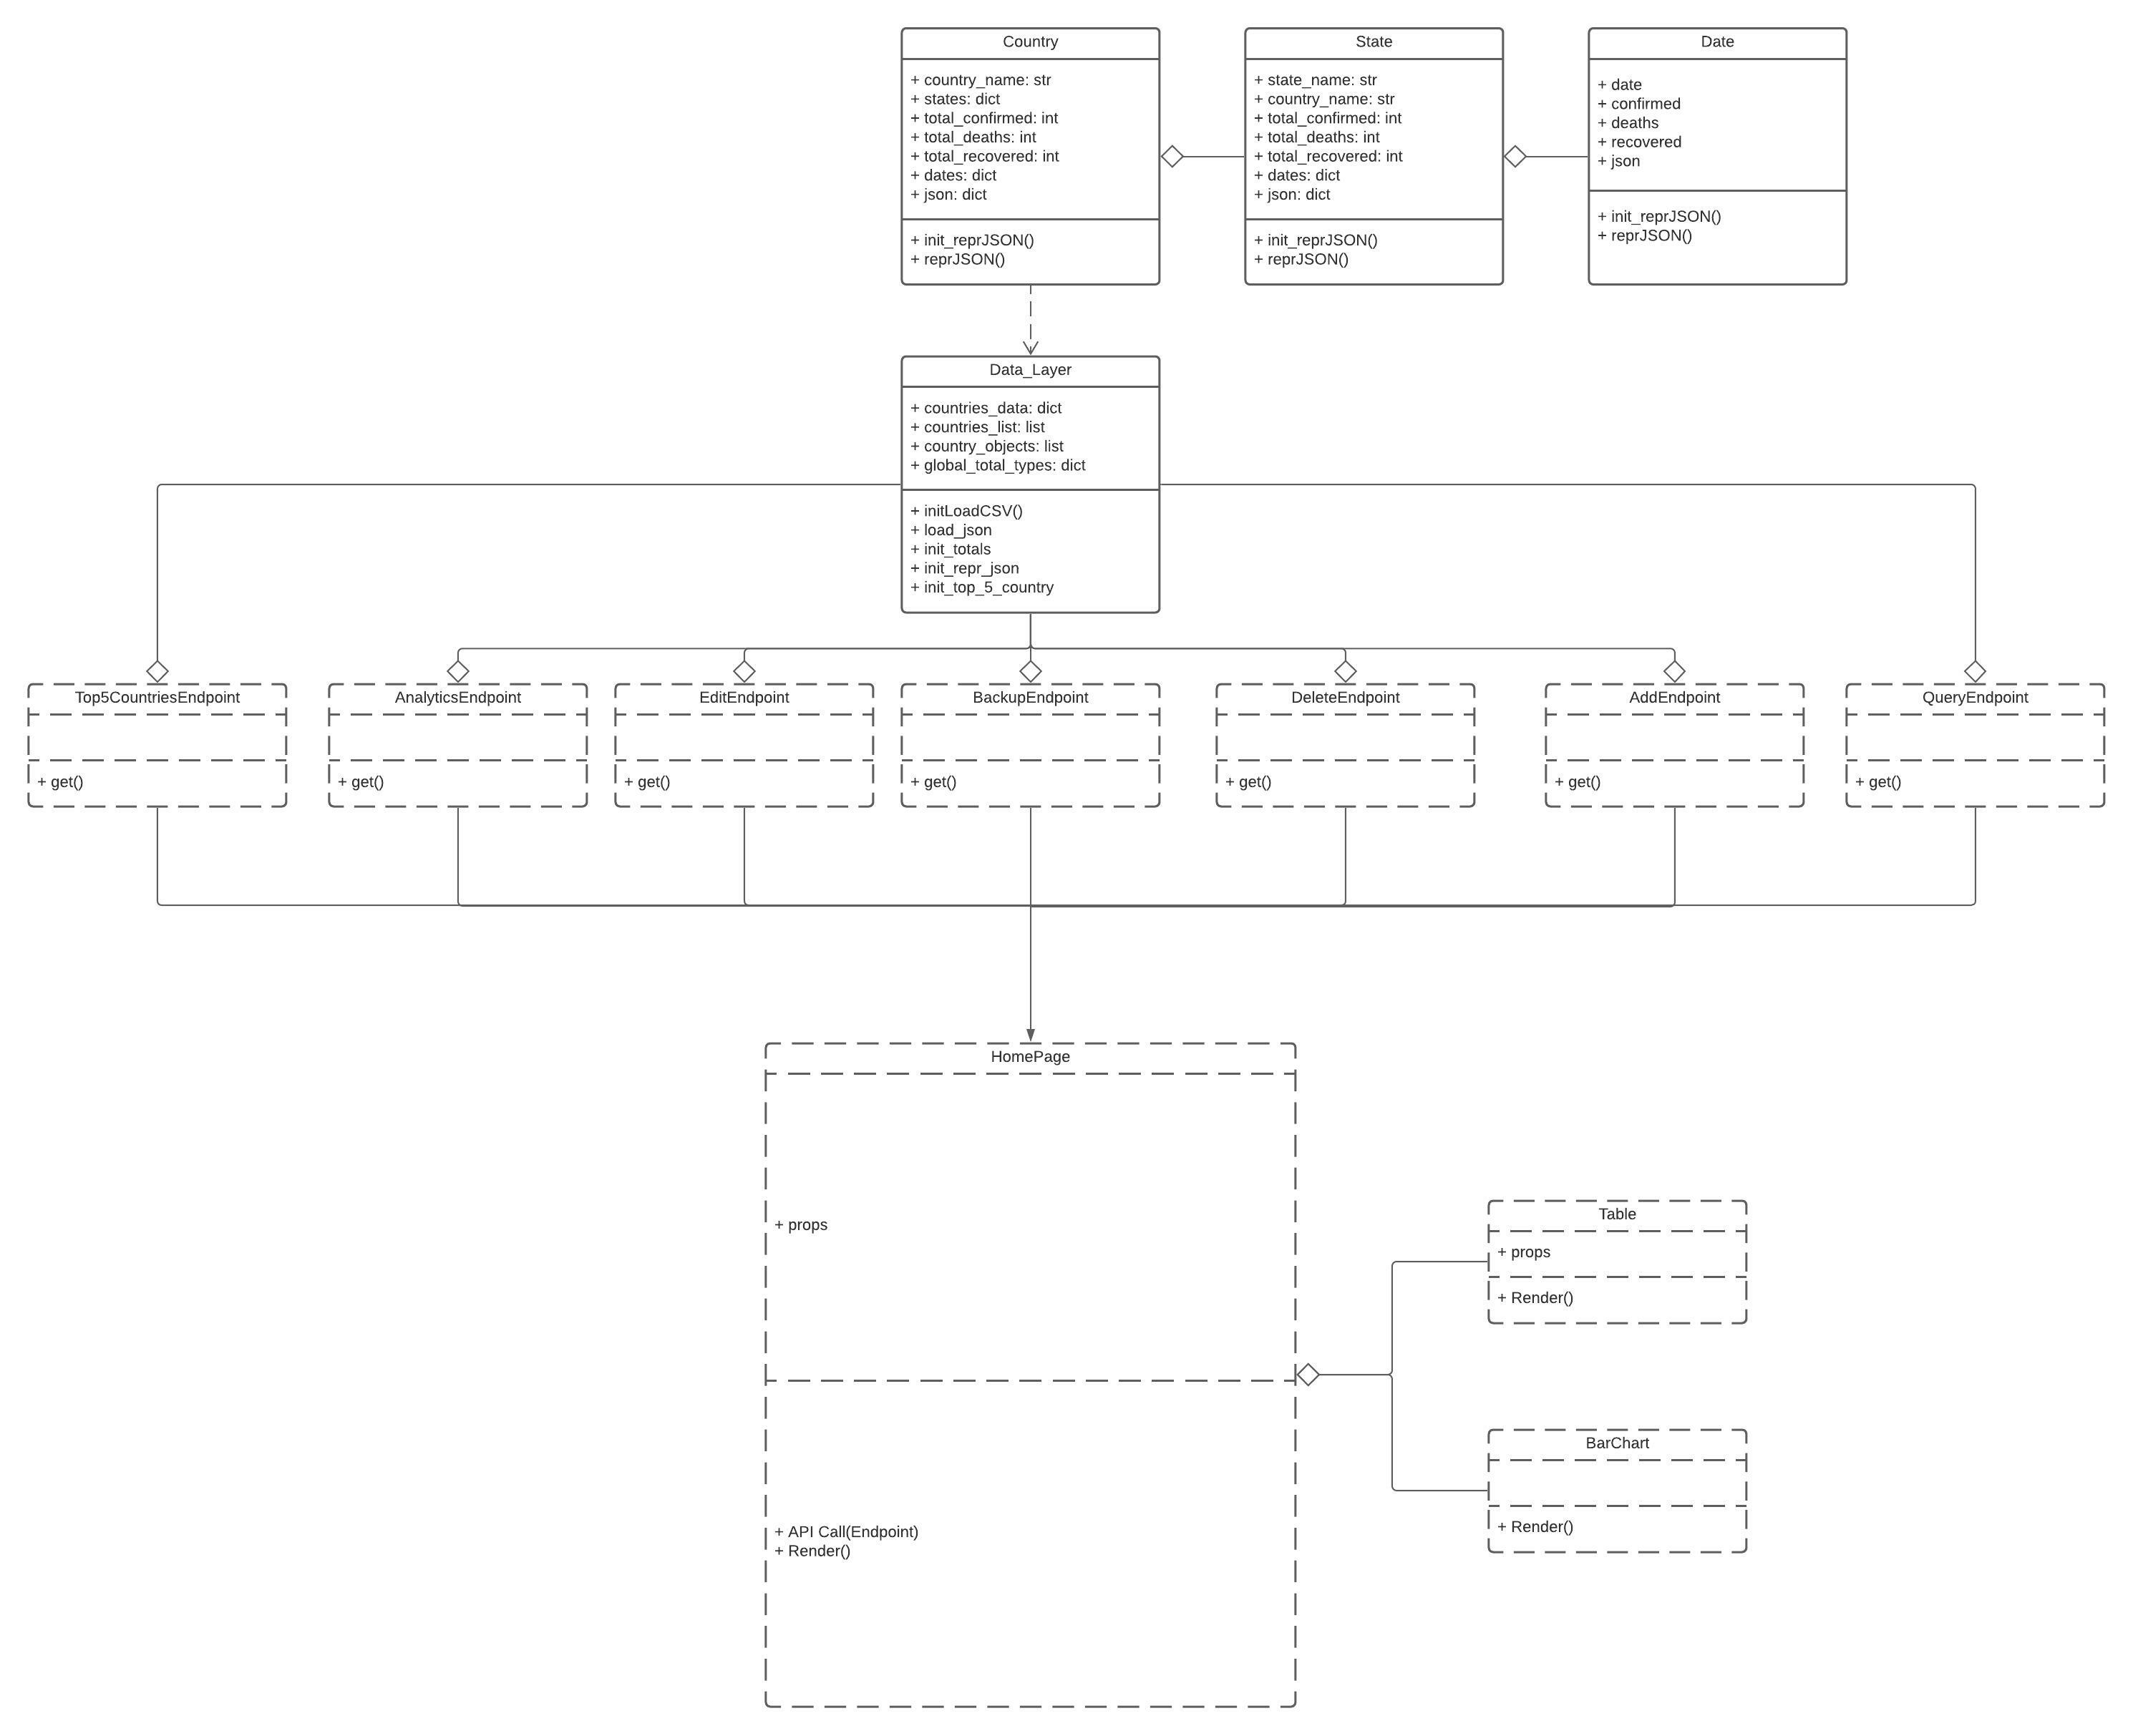 Country
+ country_name: str
+ states: dict
+ total_confirmed: int
+ total_deaths: int
+ total_recovered: int
+ dates: dict
+ json: dict
+ init_reprJSON()
+ reprJSON()
State
+ state_name: str
+ country_name: str
+ total_confirmed: int
+ total_deaths: int
+ total_recovered: int
+ dates: dict
+ json: dict
+ init_reprJSON()
+ reprJSON()
Date
+ date
+ confirmed
+ deaths
+ recovered
+ json
+ init_reprJSON()
+ reprJSON()
Data_Layer
+ countries_data: dict
+ countries_list: list
+ country_objects: list
+ global_total_types: dict
+ initLoadCSV()
+ load_json
+ init_totals
+ init_repr_json
+ init_top_5_country
Top5CountriesEndpoint
+ get()
AnalyticsEndpoint
+ get()
EditEndpoint
+ get()
BackupEndpoint
+ get()
DeleteEndpoint
+ get()
AddEndpoint
+ get()
QueryEndpoint
+ get()
HomePage
+ props
+ API Call(Endpoint)
+ Render()
Table
+ props
+ Render()
BarChart
+ Render()